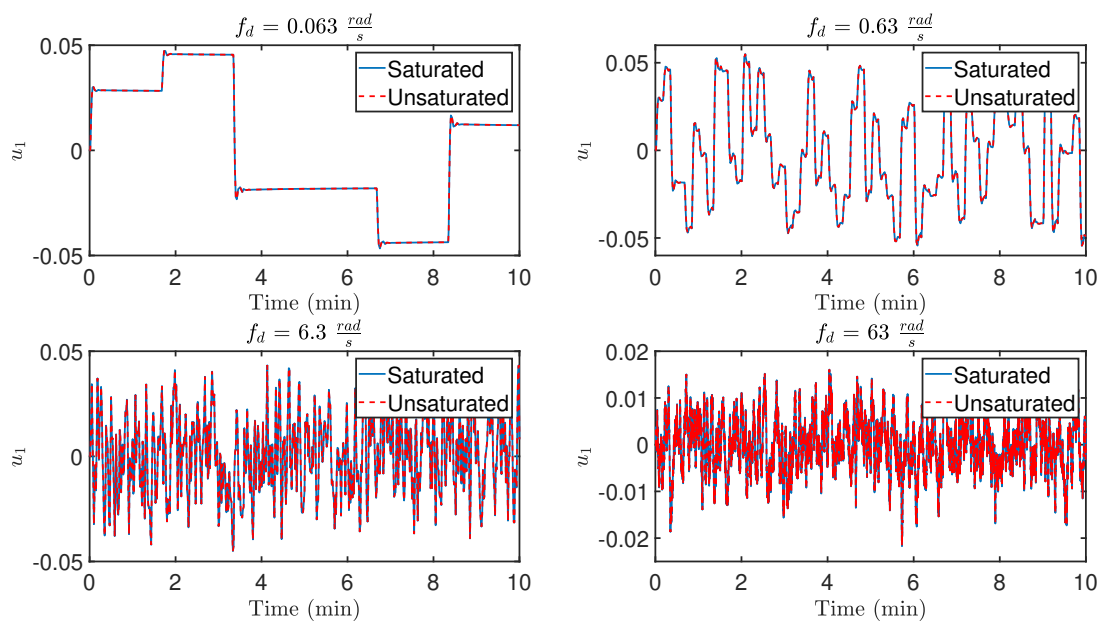 f_d = 0.063 rad/s
0.05
0
-0.05
u_1
Saturated
Unsaturated
0 2 4 6 8 10
Time (min)
f_d = 0.63 rad/s
0.05
0
-0.05
u_1
Saturated
Unsaturated
0 2 4 6 8 10
Time (min)
f_d = 6.3 rad/s
0.05
0
-0.05
u_1
Saturated
Unsaturated
0 2 4 6 8 10
Time (min)
f_d = 63 rad/s
0.02
0.01
0
-0.01
-0.02
u_1
Saturated
Unsaturated
0 2 4 6 8 10
Time (min)